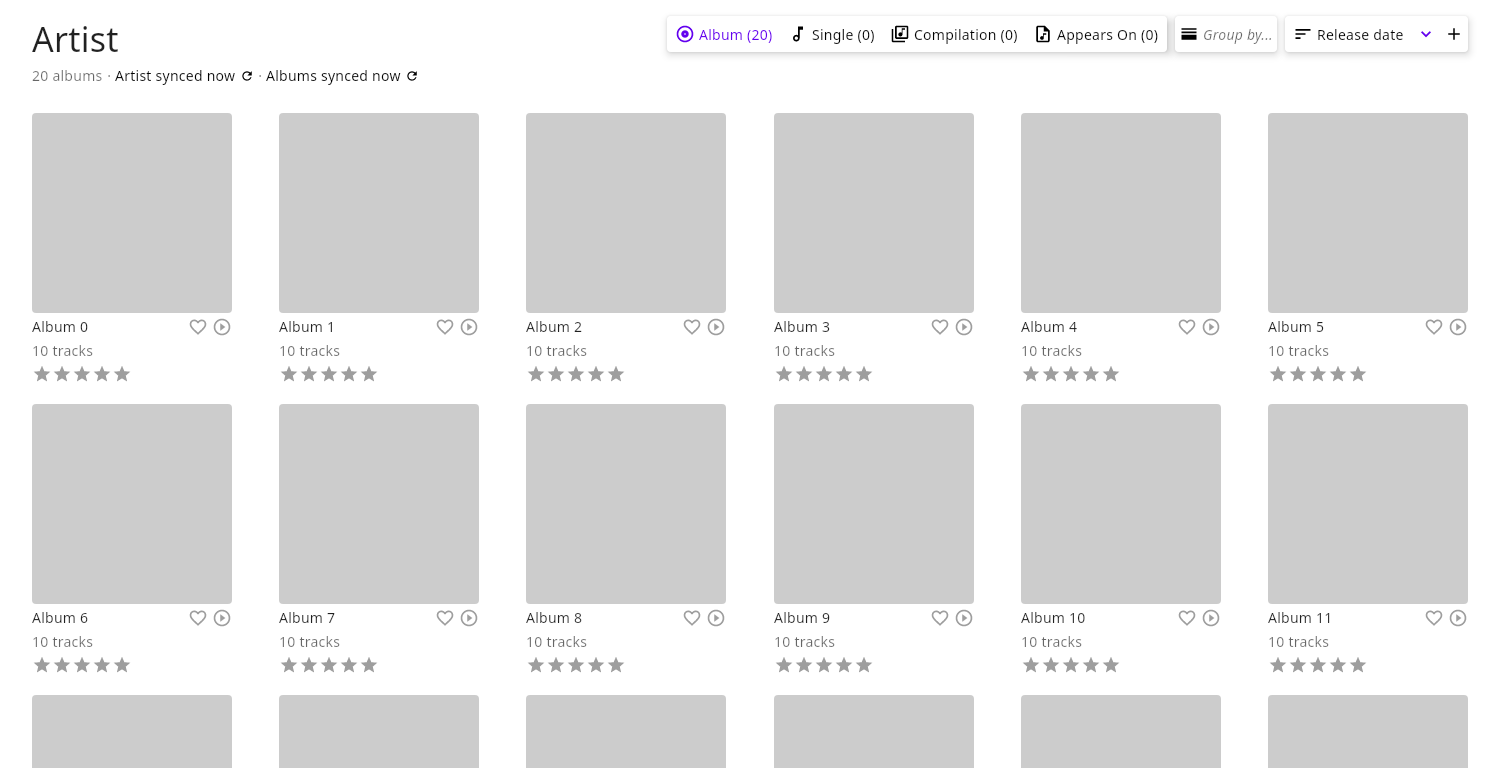 Artist
Album (20) Single (0) Compilation (0) Appears On (0) Group by... Release date
20 albums · Artist synced now · Albums synced now
Album 0 Album 1 Album 2 Album 3 Album 4 Album 5
10 tracks 10 tracks 10 tracks 10 tracks 10 tracks 10 tracks
Album 6 Album 7 Album 8 Album 9 Album 10 Album 11
10 tracks 10 tracks 10 tracks 10 tracks 10 tracks 10 tracks